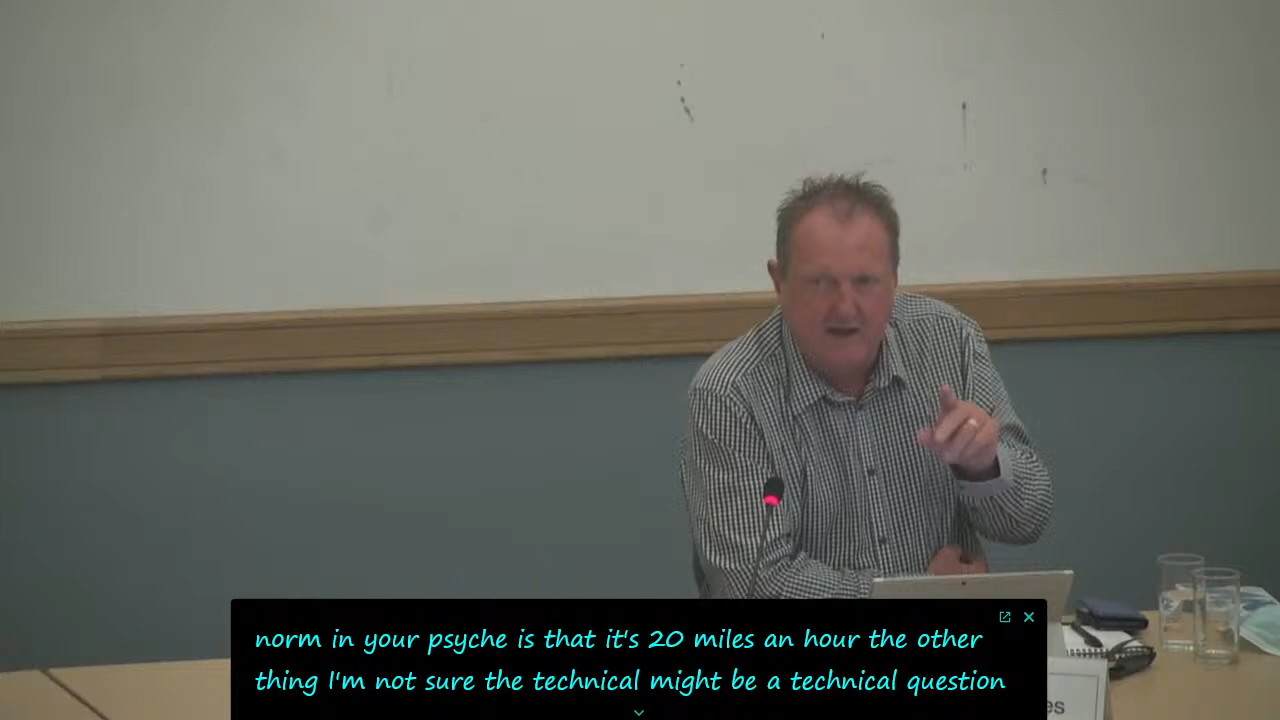 norm in your psyche is that it's 20 miles an hour the other
thing I'm not sure the technical might be a technical question